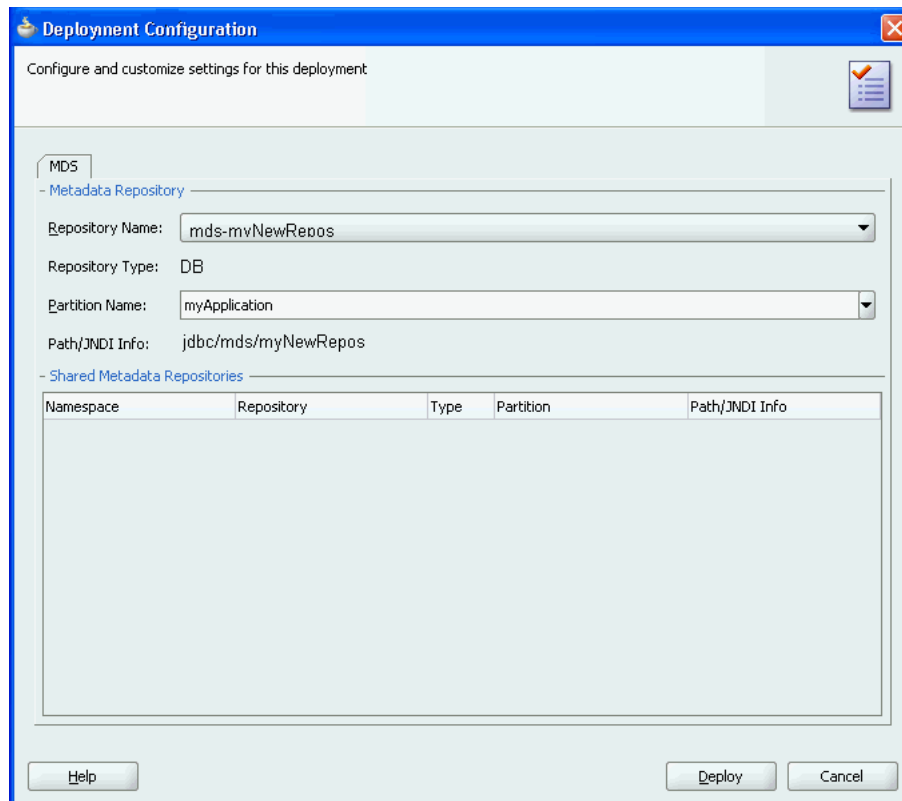 Deployment Configuration
Configure and customize settings for this deployment
MDS
Metadata Repository
Repository Name: mds-myNewRepos
Repository Type: DB
Partition Name: myApplication
Path/JNDI Info: jdbc/mds/myNewRepos
Shared Metadata Repositories
Namespace Repository Type Partition Path/JNDI Info
Help Deploy Cancel